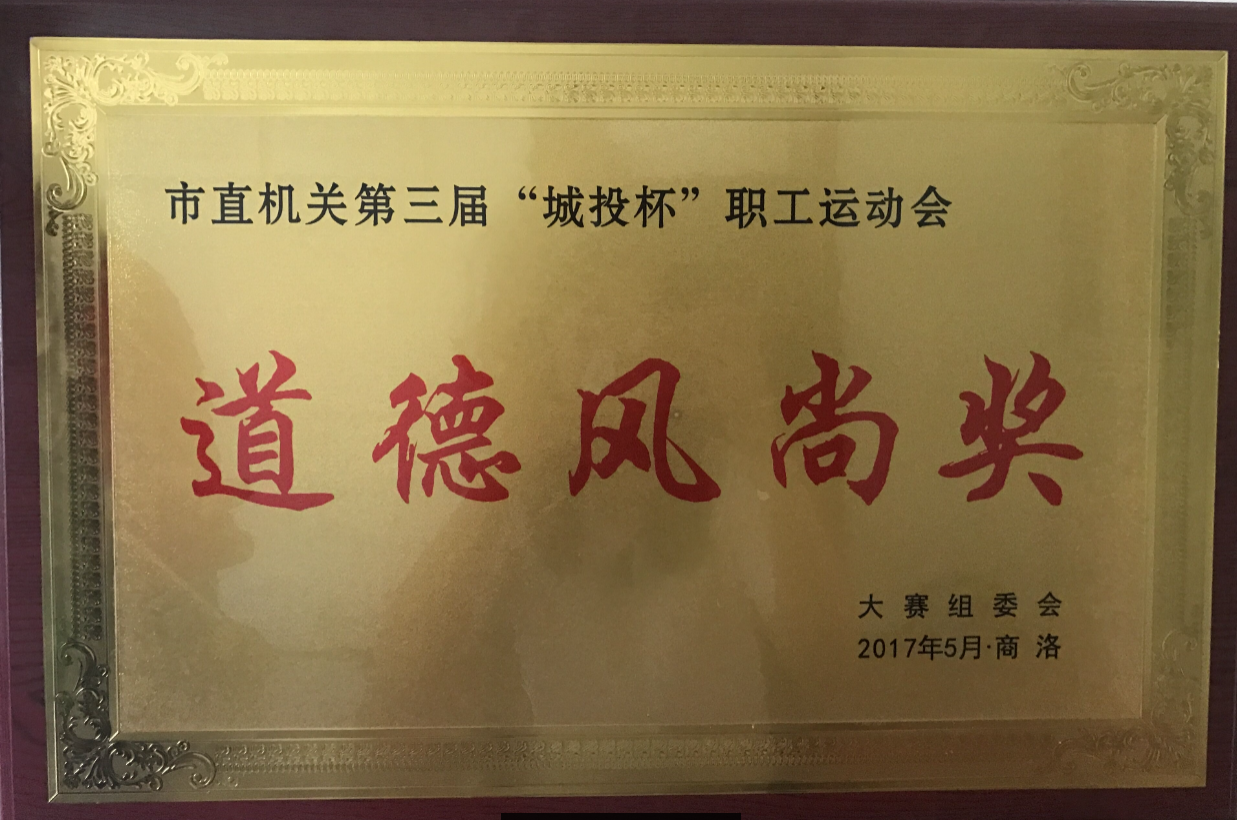 市直机关第三届“城投杯”职工运动会
道德风尚奖
大赛组委会
2017年5月·商洛